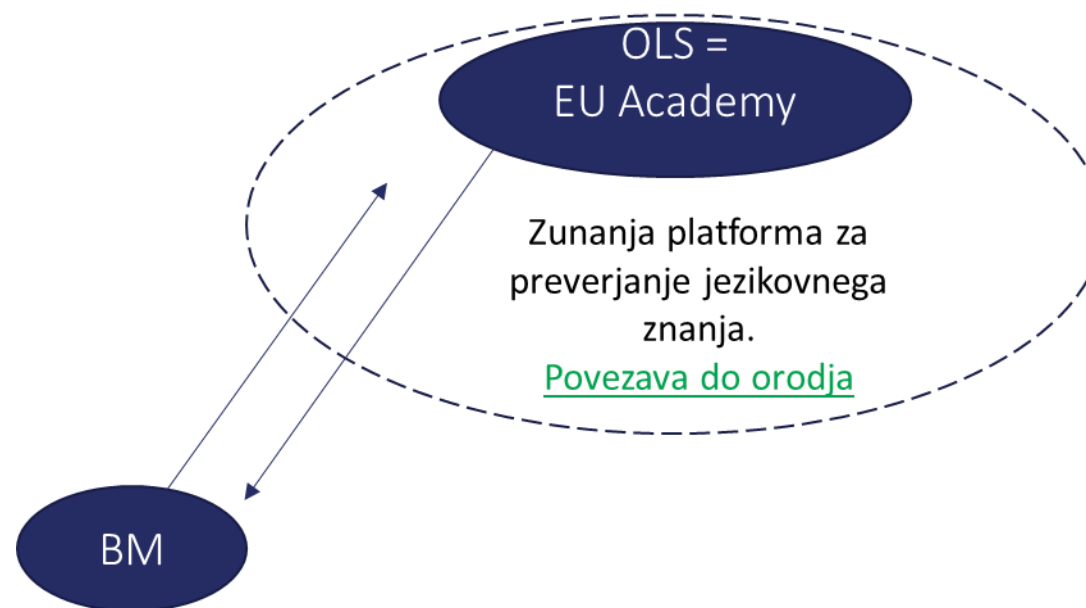 OLS =
EU Academy
Zunanja platforma za
preverjanje jezikovnega
znanja.
Povezava do orodja
BM